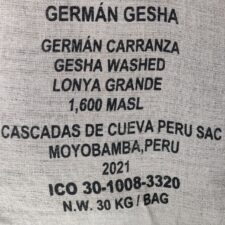 GERMÁN GESHA
GERMÁN CARRANZA
GESHA WASHED
LONYA GRANDE
1,600 MASL
CASCADAS DE CUEVA PERU SAC
MOYOBAMBA,PERU
2021
ICO 30-1008-3320
N.W. 30 KG / BAG